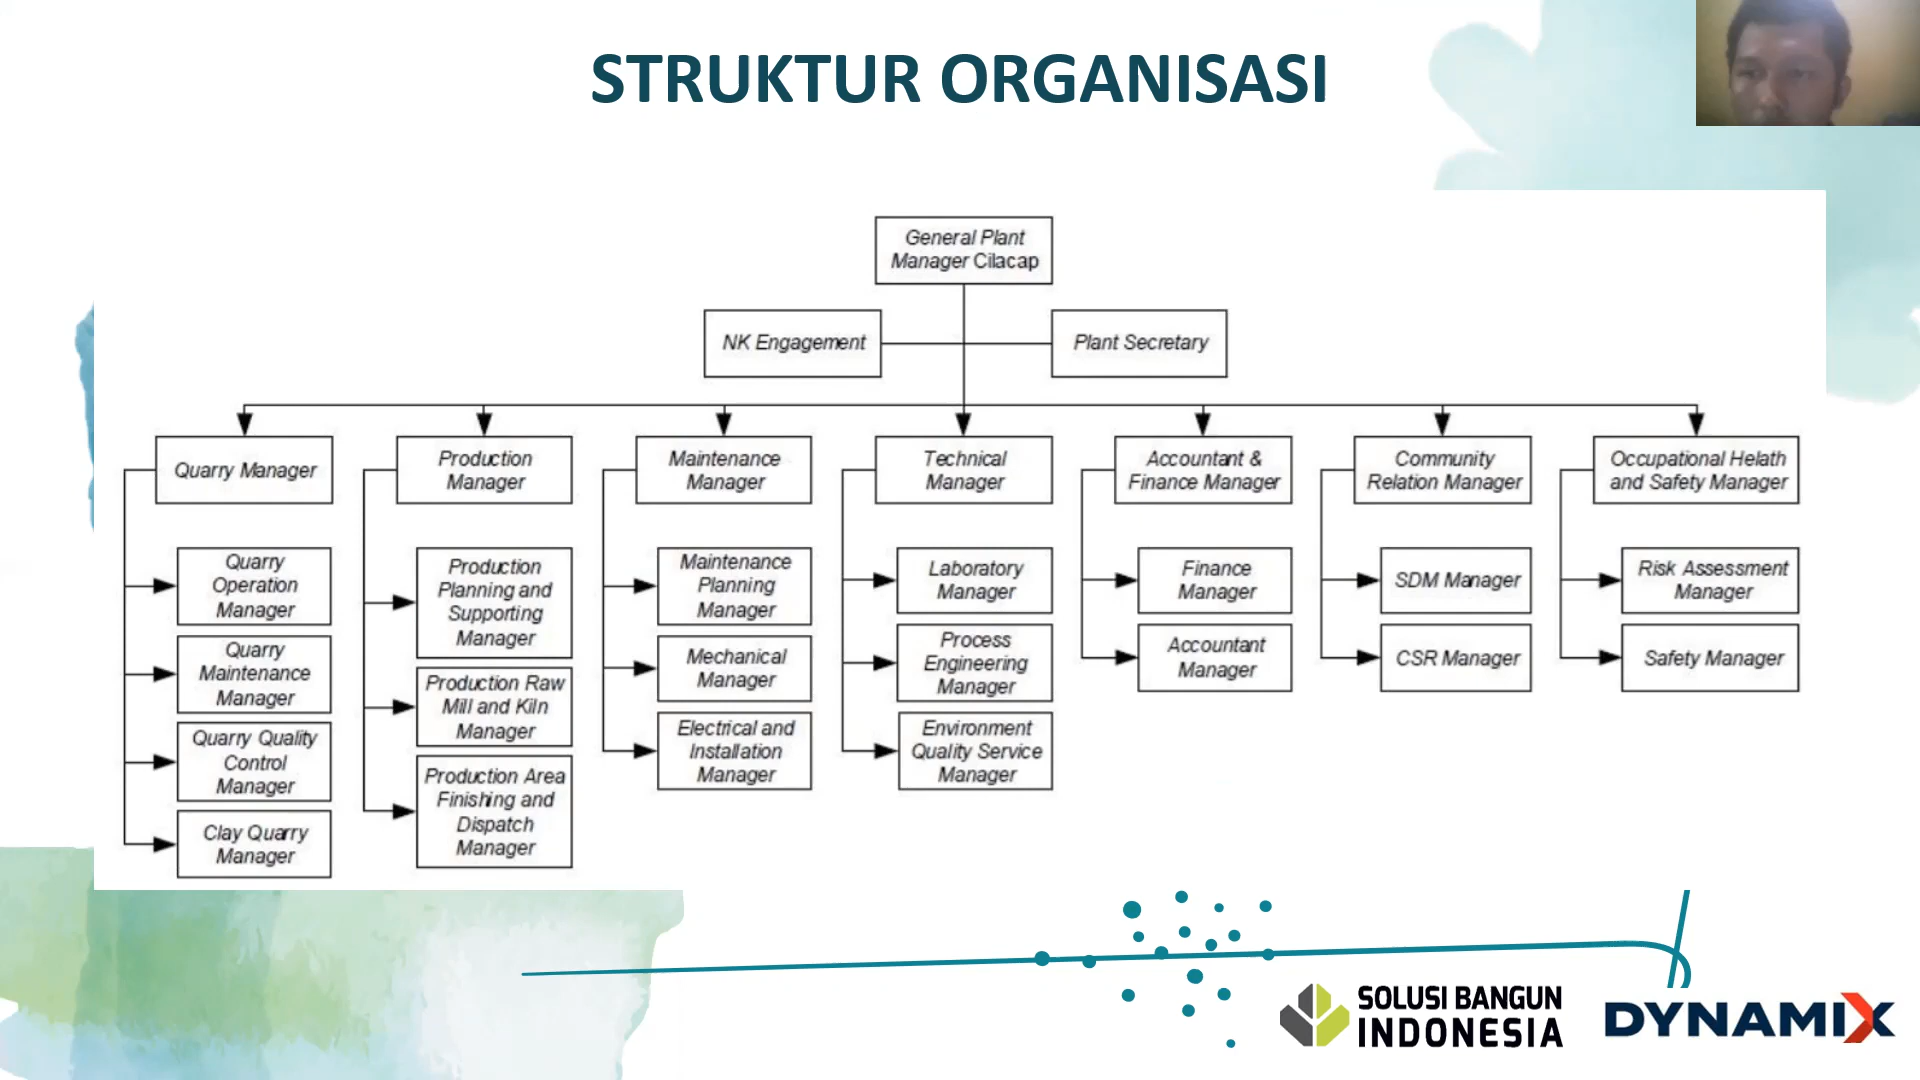 STRUKTUR ORGANISASI
General Plant
Manager Cilacap
NK Engagement
Plant Secretary
Quarry Manager
Production
Manager
Maintenance
Manager
Technical
Manager
Accountant &
Finance Manager
Community
Relation Manager
Occupational Helath
and Safety Manager
Quarry
Operation
Manager
Quarry
Maintenance
Manager
Quarry Quality
Control
Manager
Clay Quarry
Manager
Production
Planning and
Supporting
Manager
Production Raw
Mill and Kiln
Manager
Production Area
Finishing and
Dispatch
Manager
Maintenance
Planning
Manager
Mechanical
Manager
Electrical and
Installation
Manager
Laboratory
Manager
Process
Engineering
Manager
Environment
Quality Service
Manager
Finance
Manager
Accountant
Manager
SDM Manager
CSR Manager
Risk Assessment
Manager
Safety Manager
SOLUSI BANGUN
INDONESIA
DYNAMIX